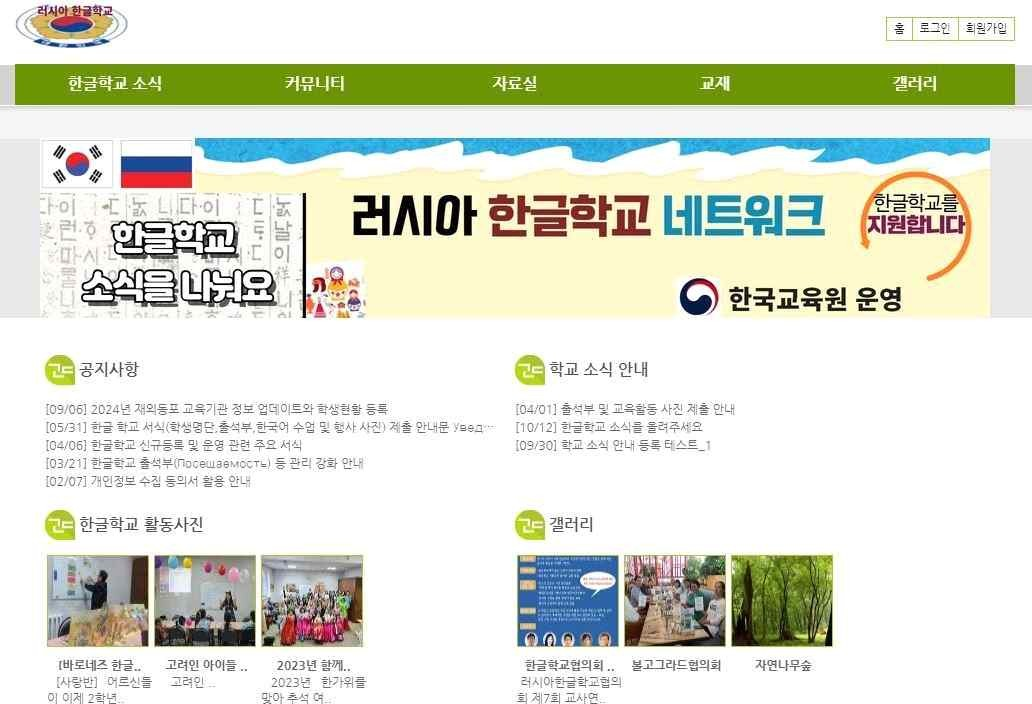 러시아 한글학교
홈 로그인 회원가입
한글학교 소식 커뮤니티 자료실 교재 갤러리
한글학교
소식을 나눠요
러시아 한글학교 네트워크
한글학교를
지원합니다
한국교육원 운영
공지사항
[09/06] 2024년 재외동포 교육기관 정보 업데이트와 학생현황 등록
[05/31] 한글 학교 서식(학생명단,출석부,한국어 수업 및 행사 사진) 제출 안내문 Увед…
[04/06] 한글학교 신규등록 및 운영 관련 주요 서식
[03/21] 한글학교 출석부(Посещаемость) 등 관리 강화 안내
[02/07] 개인정보 수집 동의서 활용 안내
학교 소식 안내
[04/01] 출석부 및 교육활동 사진 제출 안내
[10/12] 한글학교 소식을 올려주세요
[09/30] 학교 소식 안내 등록 테스트_1
한글학교 활동사진
[바로네즈 한글..
[사랑반] 어르신들
이 이제 2학년..
고려인 아이들 ..
고려인 ..
2023년 함께..
2023년 한가위를
맞아 추석 여..
갤러리
한글학교협의회 ..
러시아한글학교협의
회 제7회 교사연..
볼고그라드협의회
자연나무숲